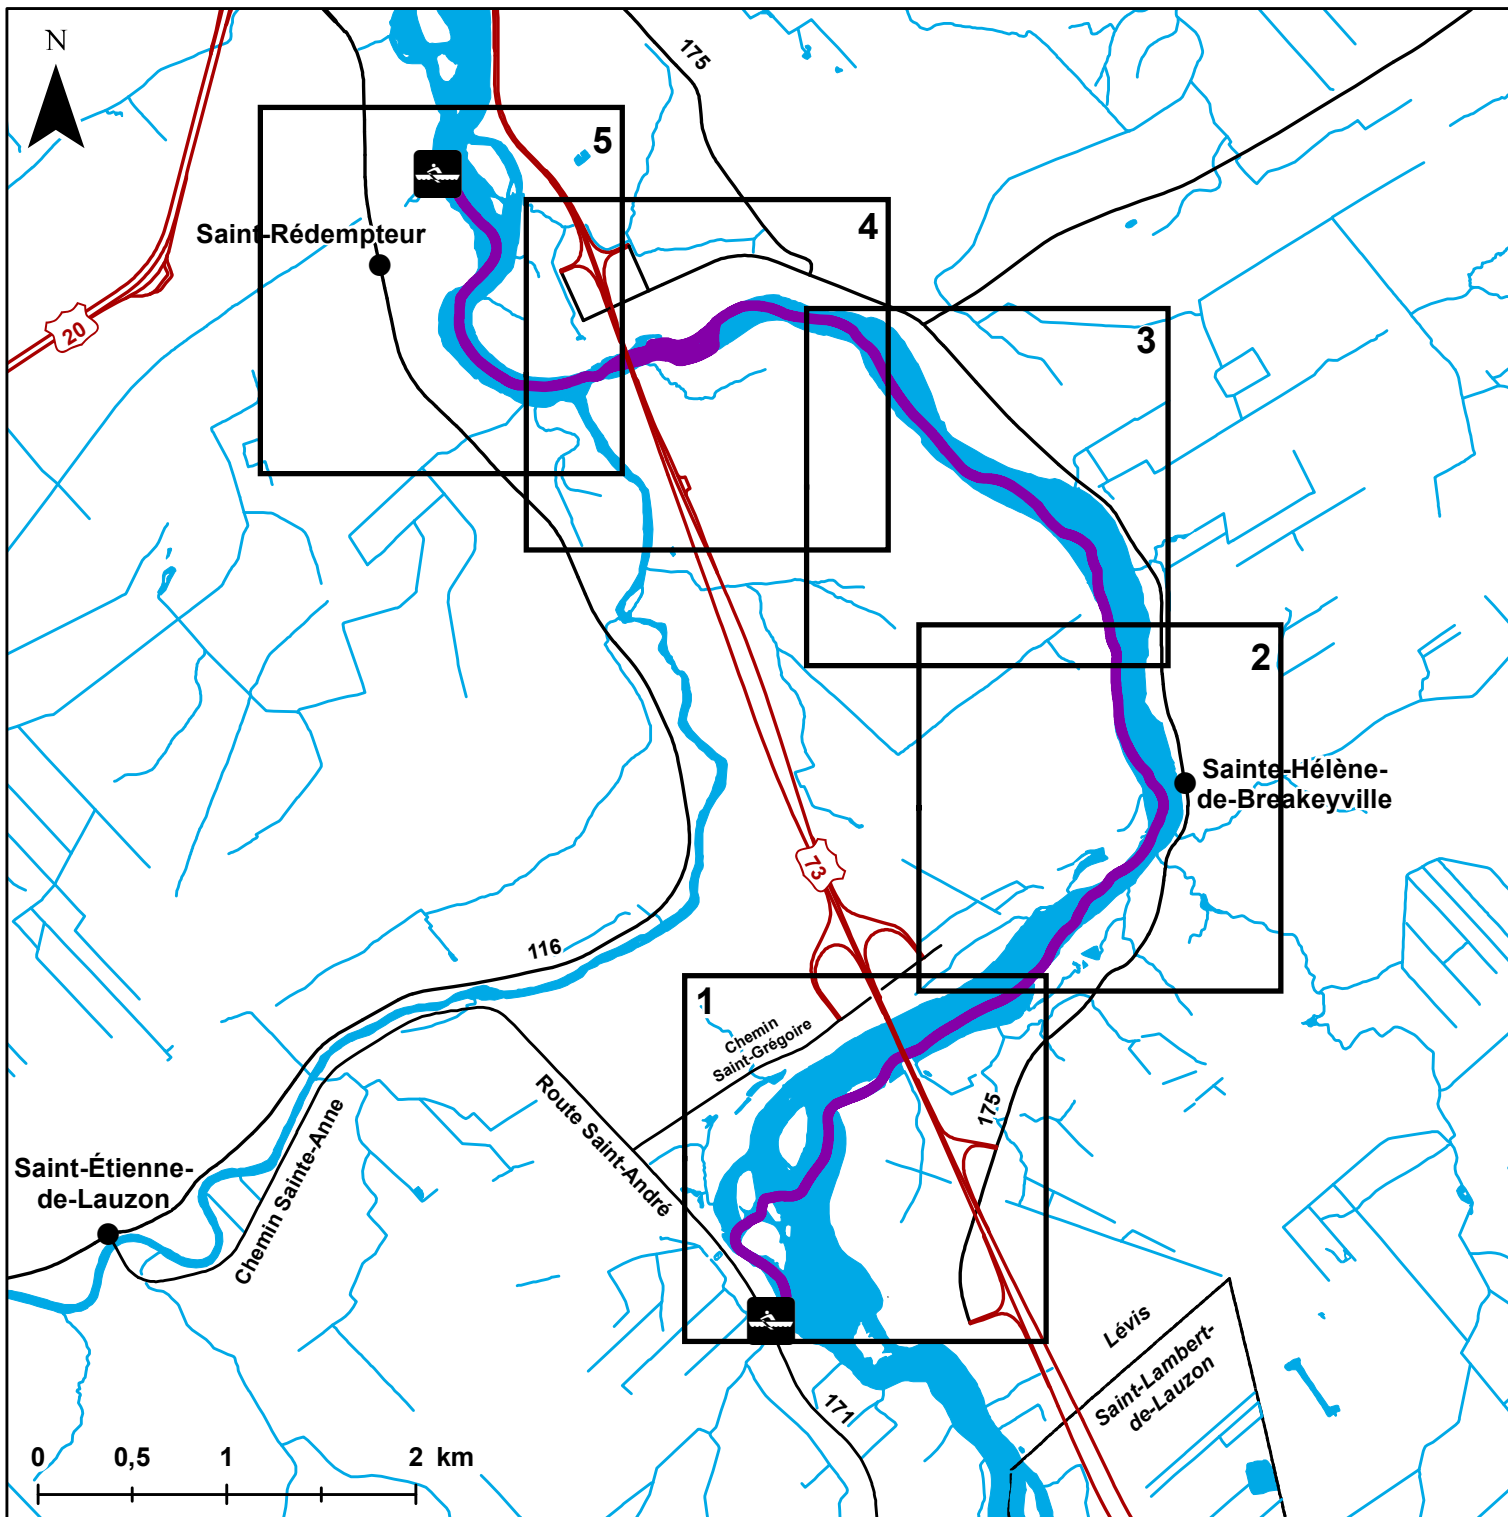 N
175
5
4
Saint-Rédempteur
20
3
2
Sainte-Hélène-
de-Breakeyville
73
116
1
Chemin
Saint-Grégoire
Route Saint-André
175
Chemin Sainte-Anne
Saint-Étienne-
de-Lauzon
Lévis
Saint-Lambert-
de-Lauzon
171
0 0,5 1 2 km